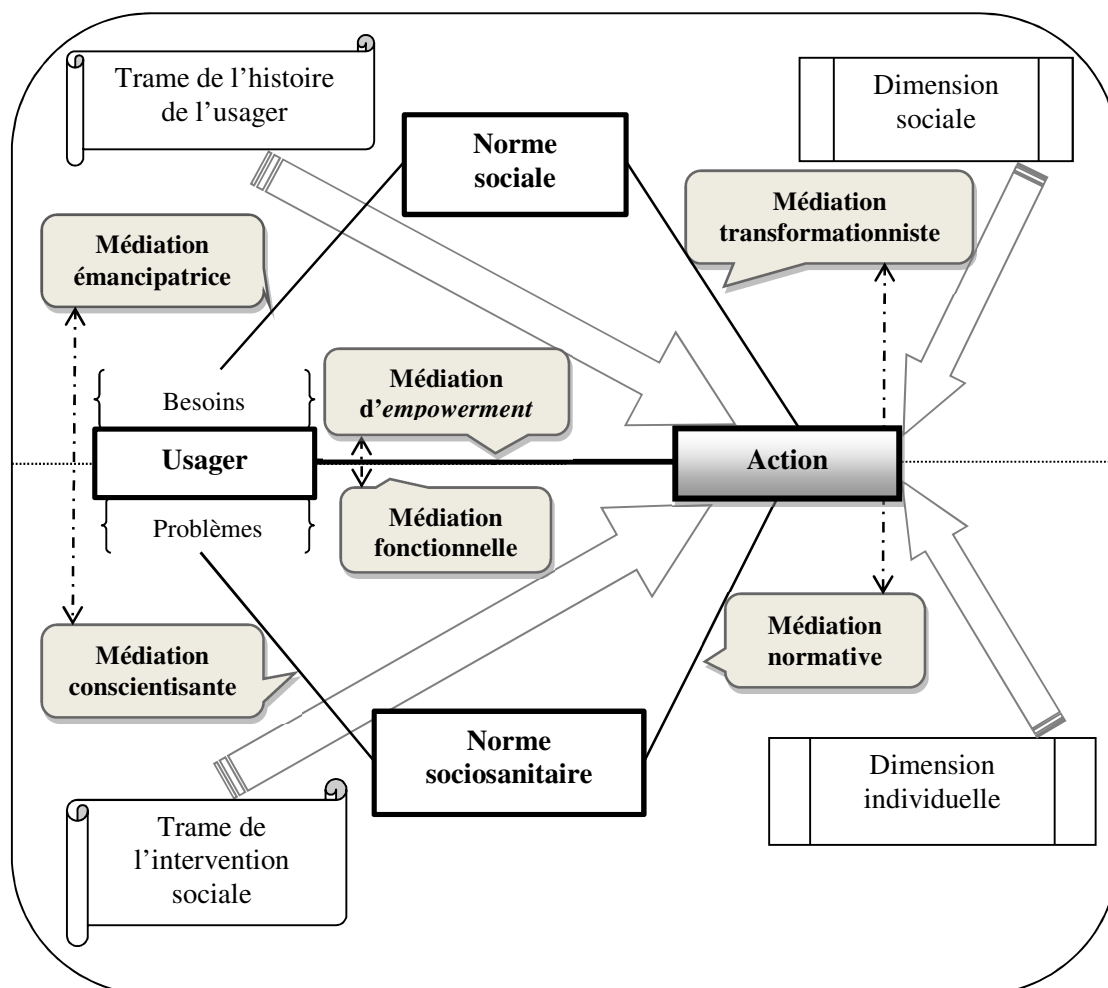 Trame de l’histoire
de l’usager
Dimension
sociale
Norme
sociale
Médiation
émancipatrice
Médiation
transformationniste
Médiation
d’empowerment
Besoins
Usager
Action
Problèmes
Médiation
fonctionnelle
Médiation
conscientisante
Médiation
normative
Norme
sociosanitaire
Dimension
individuelle
Trame de
l’intervention
sociale